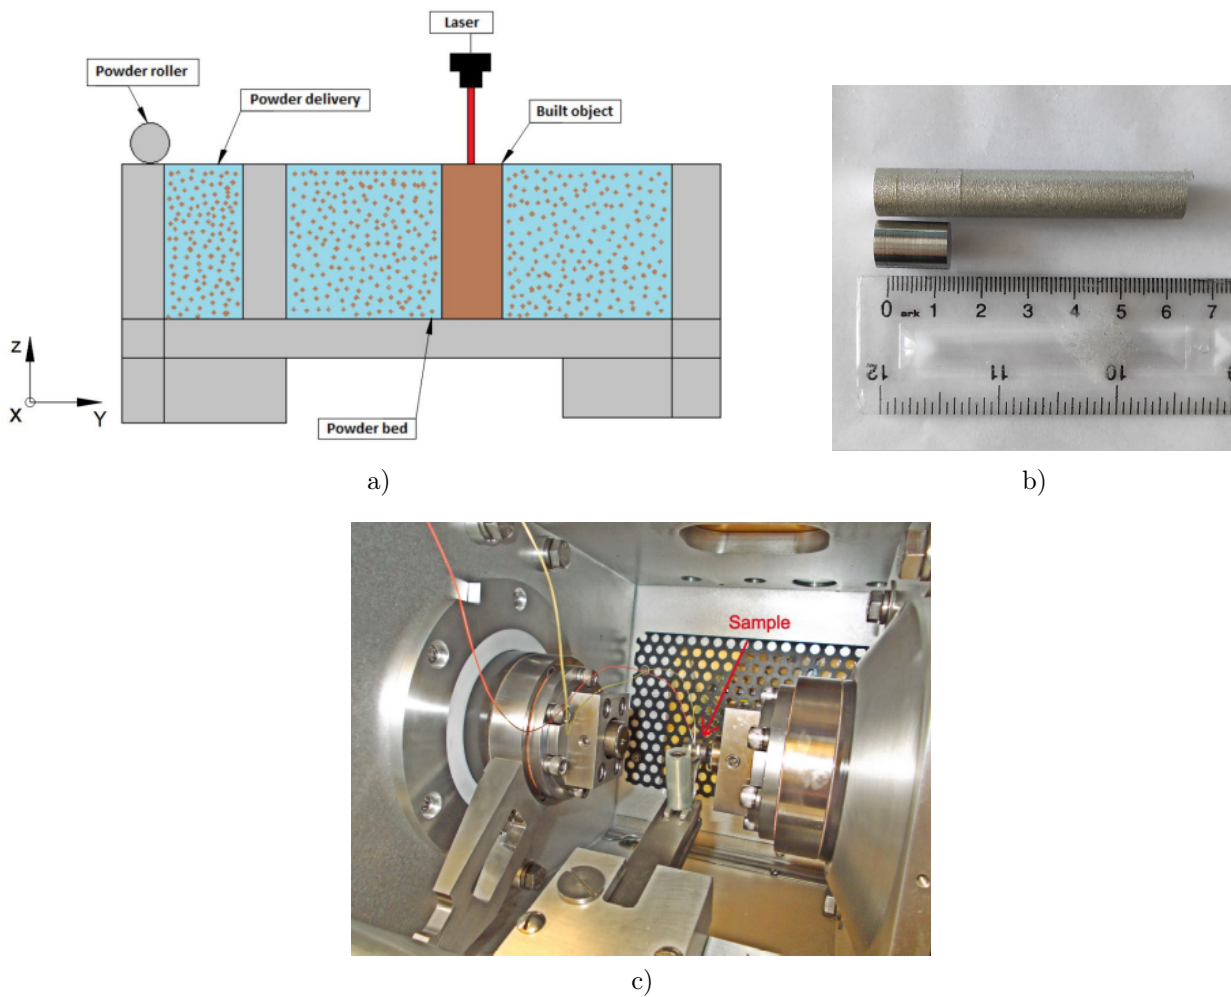 Laser
Powder roller
Powder delivery
Built object
Z
X
Y
Powder bed
a)
0 ark 1 2 3 4 5 6 7
12 11 10
b)
Sample
c)